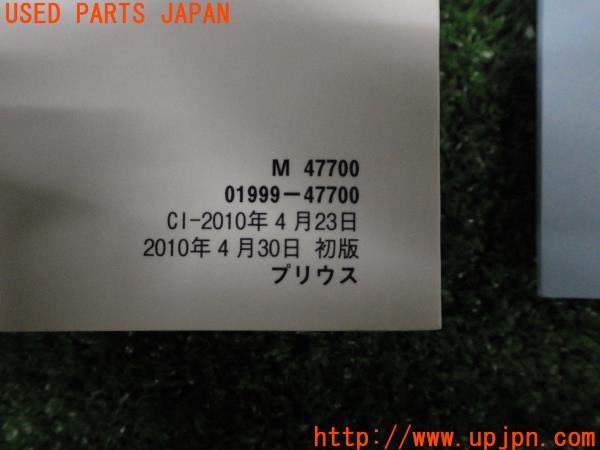 USED PARTS JAPAN
M 47700
01999-47700
CI-2010年4月23日
2010年4月30日 初版
プリウス
http://www.upjpn.com